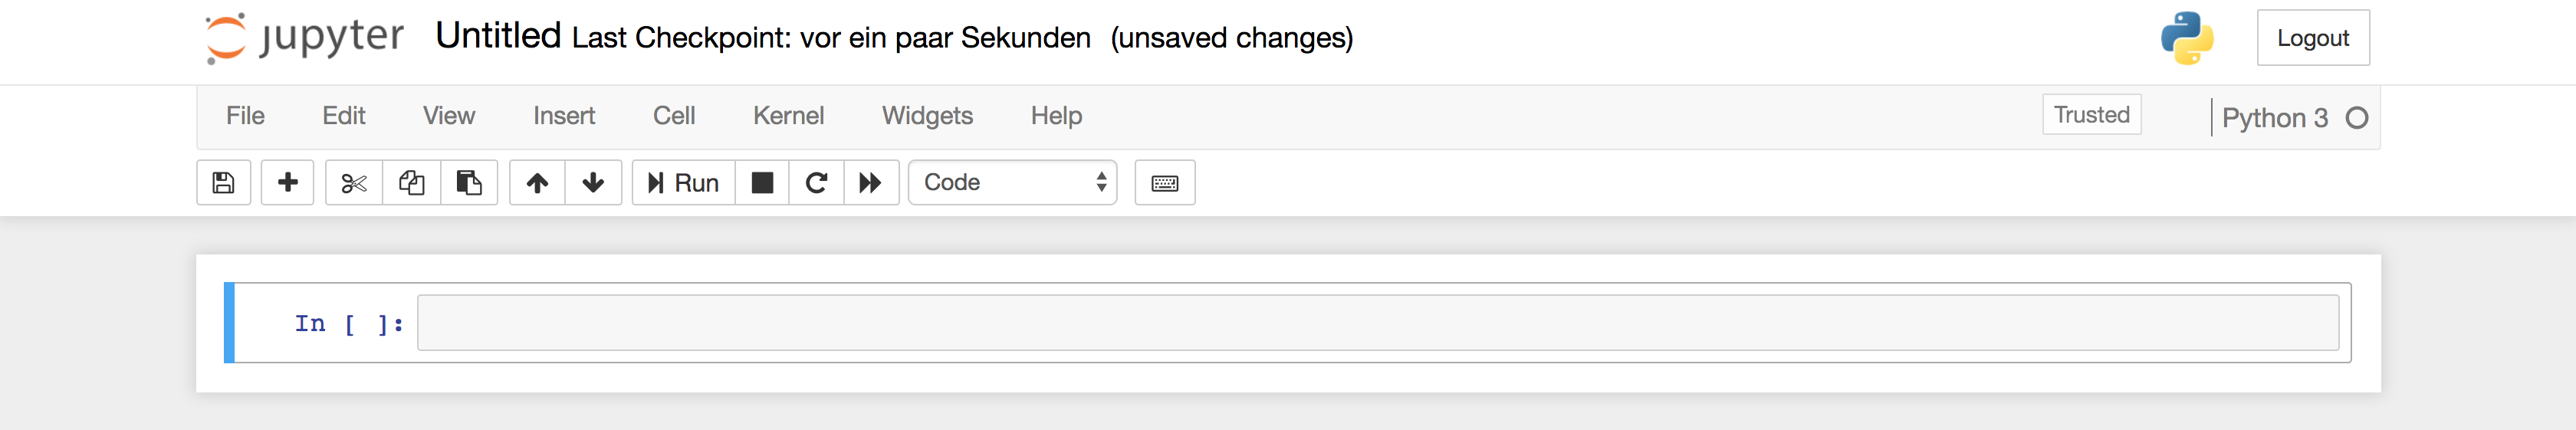 jupyter Untitled Last Checkpoint: vor ein paar Sekunden (unsaved changes) Logout
File Edit View Insert Cell Kernel Widgets Help Trusted Python 3
Run Code
In [ ]: